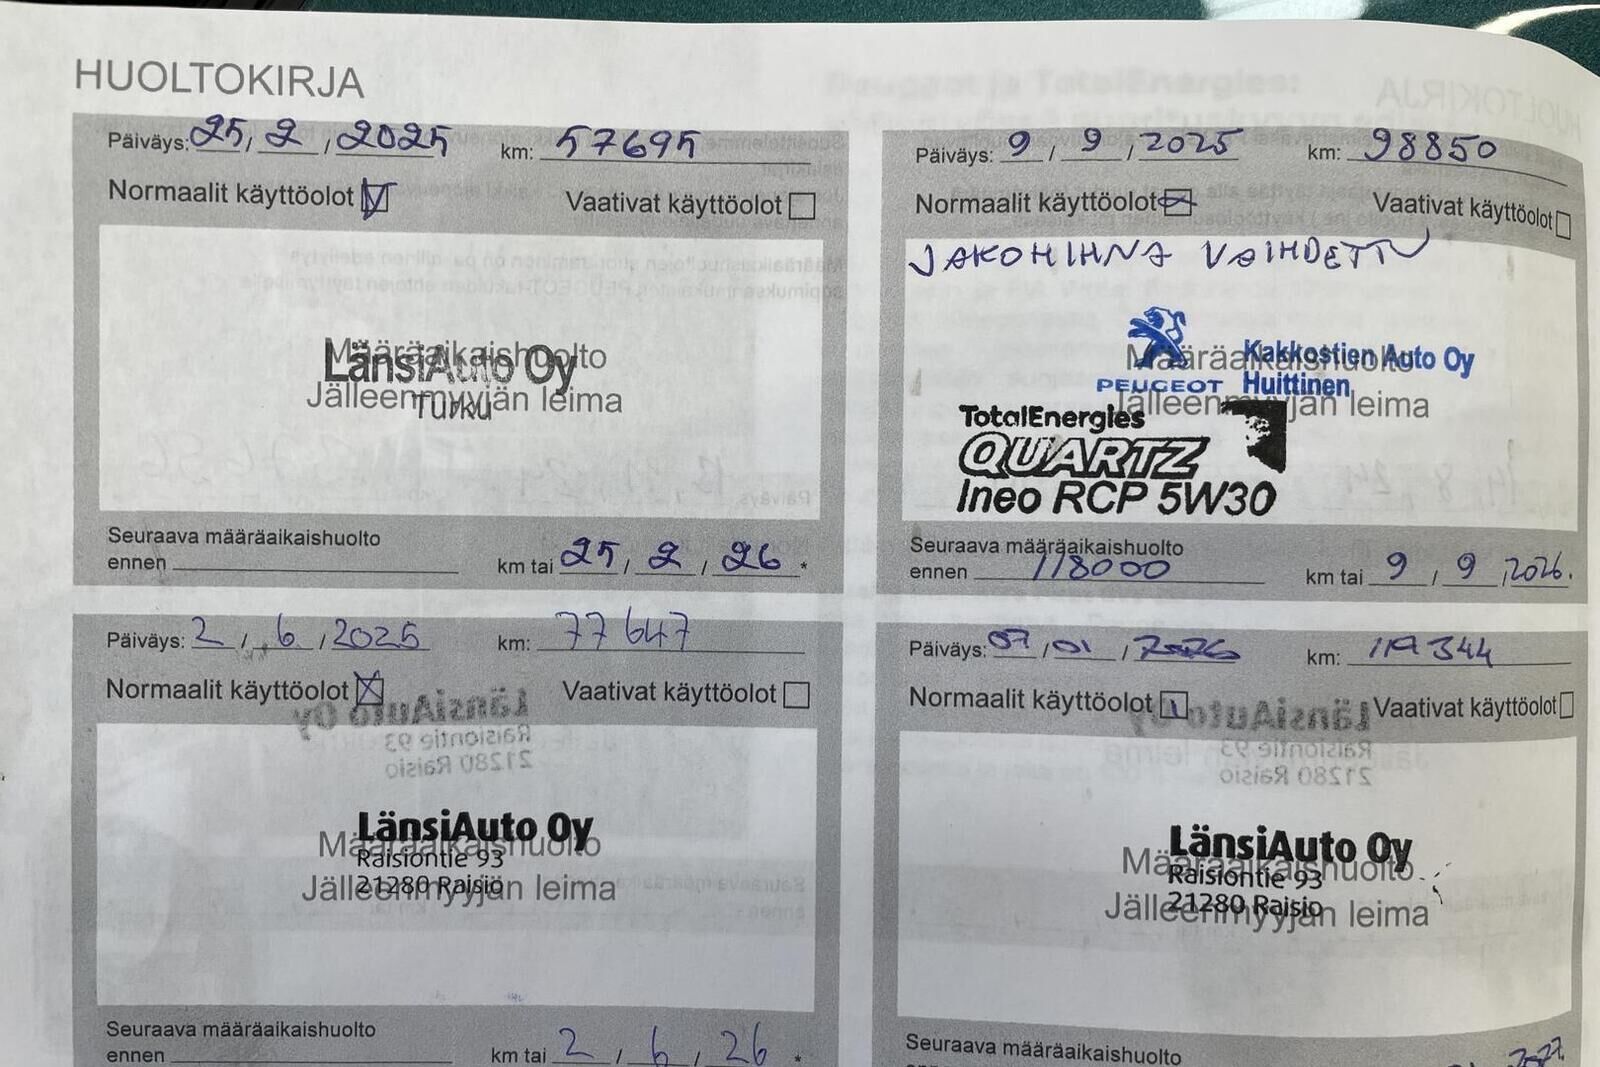 HUOLTOKIRJA
Päiväys: 25, 2, 2025 km: 57695
Normaalit käyttöolot Vaativat käyttöolot
Määräaikaishuolto
LänsiAuto Oy
Jälleenmyyjän leima
Turku
Seuraava määräaikaishuolto
ennen km tai 25, 2, 26 *
Päiväys: 2 / 6 / 2025 km: 77647
Normaalit käyttöolot Vaativat käyttöolot
LänsiAuto Oy
Määräaikaishuolto
Raisiontie 93
Jälleenmyyjän leima
21280 Raisio
Seuraava määräaikaishuolto
ennen km tai 2 / 6 / 26 *
Päiväys: 9 / 9 / 2025 km: 98850
Normaalit käyttöolot Vaativat käyttöolot
JAKOHIHNA VAIHDETTU
Määräaikaishuolto
Kakkostien Auto Oy
PEUGEOT Huittinen
Jälleenmyyjän leima
TotalEnergies
QUARTZ
Ineo RCP 5W30
Seuraava määräaikaishuolto
ennen 118000 km tai 9 / 9, 2026.
Päiväys: 07 / 01, 2026 km: 119344
Normaalit käyttöolot Vaativat käyttöolot
LänsiAuto Oy
Määräaikaishuolto
Raisiontie 93
Jälleenmyyjän leima
21280 Raisio
Seuraava määräaikaishuolto
2027.